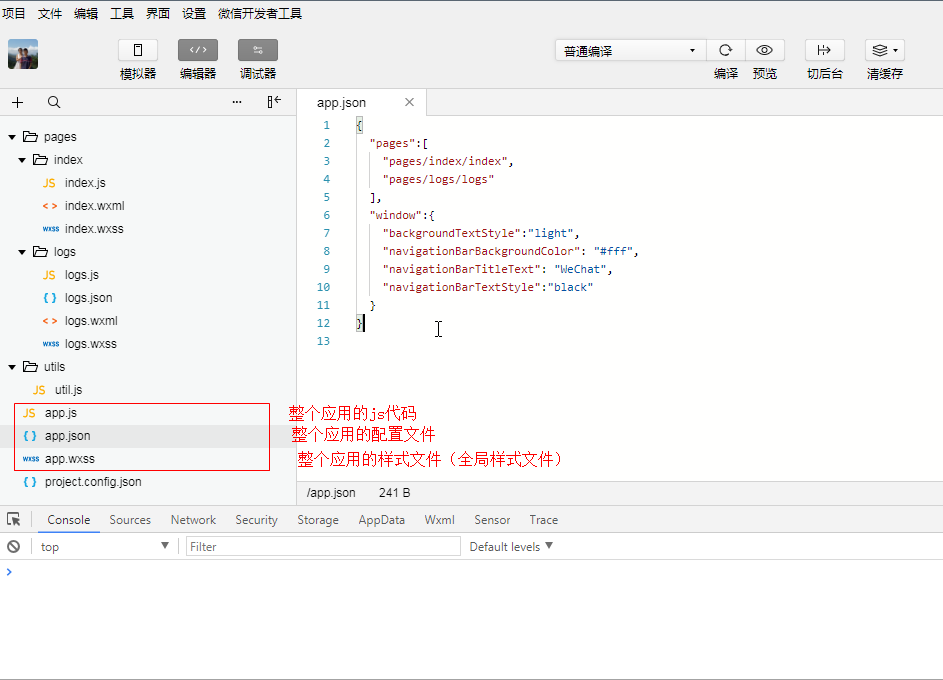 项目 文件 编辑 工具 界面 设置 微信开发者工具
模拟器 编辑器 调试器 普通编译 编译 预览 切后台 清缓存
app.json
pages
index
JS index.js
< > index.wxml
wxss index.wxss
logs
JS logs.js
{ } logs.json
< > logs.wxml
wxss logs.wxss
utils
JS util.js
JS app.js
{ } app.json
wxss app.wxss
{ } project.config.json
1 {
2 "pages":[
3 "pages/index/index",
4 "pages/logs/logs"
5 ],
6 "window":{
7 "backgroundTextStyle":"light",
8 "navigationBarBackgroundColor": "#fff",
9 "navigationBarTitleText": "WeChat",
10 "navigationBarTextStyle":"black"
11 }
12 }
13
整个应用的js代码
整个应用的配置文件
整个应用的样式文件（全局样式文件）
/app.json 241 B
Console Sources Network Security Storage AppData Wxml Sensor Trace
top Filter Default levels